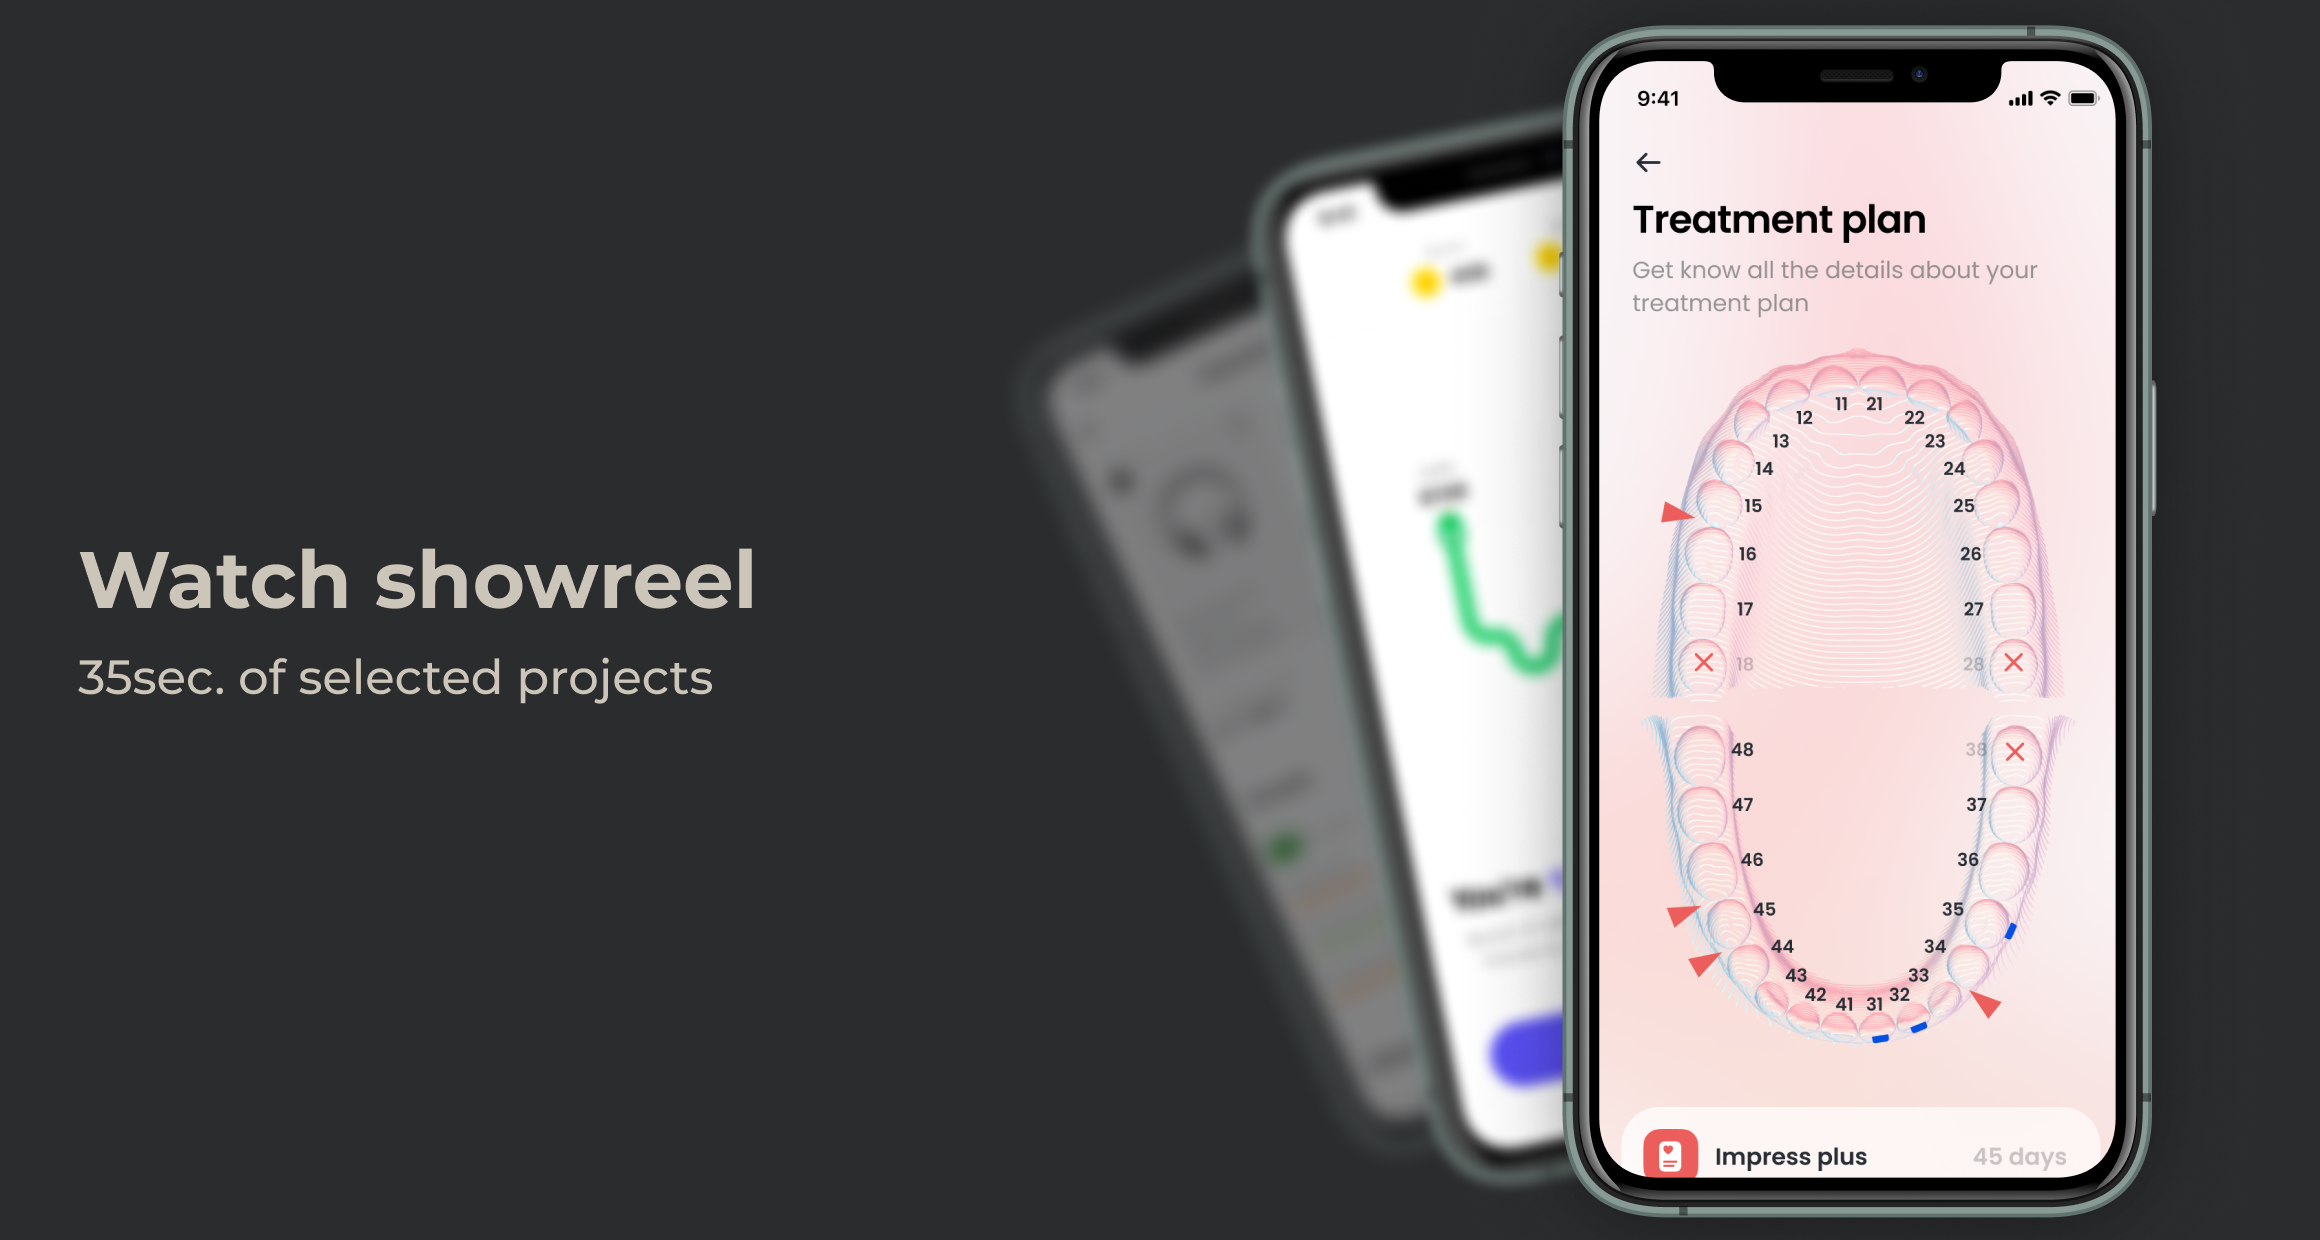 Watch showreel
35sec. of selected projects
You're
9:41
Treatment plan
Get know all the details about your
treatment plan
11 21
12 22
13 23
14 24
15 25
16 26
17 27
18 28
48 38
47 37
46 36
45 35
44 34
43 33
42 41 31 32
Impress plus 45 days